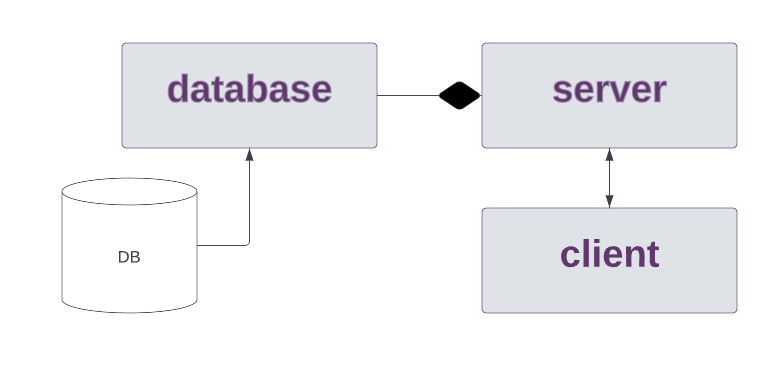 database
server
DB
client